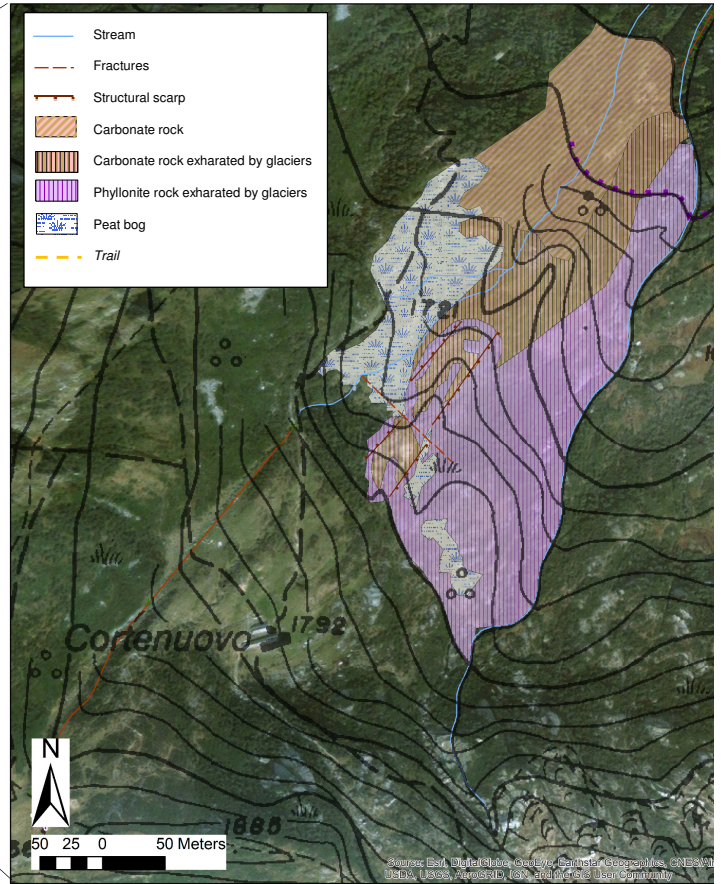 Stream
Fractures
Structural scarp
Carbonate rock
Carbonate rock exharated by glaciers
Phyllonite rock exharated by glaciers
Peat bog
Trail
1792
Cortenuovo
N
1885
50 25 0 50 Meters
Source: Esri, DigitalGlobe, GeoEye, Earthstar Geographics, CNES/Air
USDA, USGS, AeroGRID, IGN, and the GIS User Community